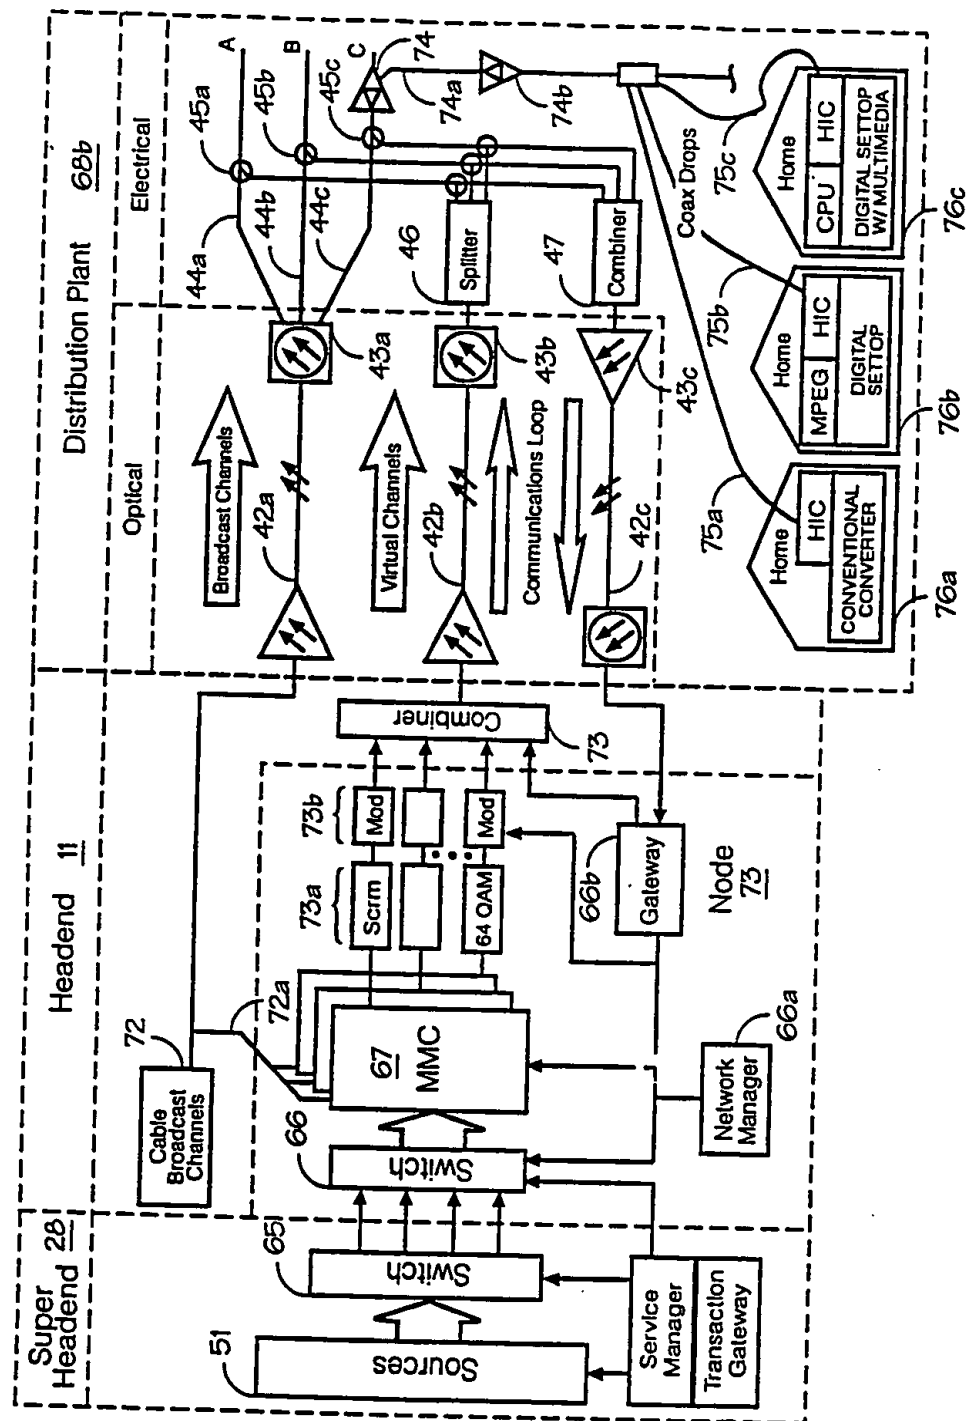 Super
Headend 28
Headend 11
Distribution Plant 68b
Optical
Electrical
51
Sources
65
Switch
Service
Manager
Transaction
Gateway
72
Cable
Broadcast
Channels
72a
66
Switch
67
MMC
73a
73b
Scrm
Mod
64 QAM
Mod
Combiner
73
66b
Gateway
Node
73
66a
Network
Manager
Broadcast Channels
42a
43a
Virtual Channels
42b
43b
Communications Loop
42c
43c
44a
44b
44c
45a
45b
45c
A
B
C
74
74a
74b
46
Splitter
47
Combiner
Coax Drops
75a
75b
75c
Home
HIC
CONVENTIONAL
CONVERTER
76a
Home
MPEG
HIC
DIGITAL
SETTOP
76b
Home
CPU
HIC
DIGITAL SETTOP
W/ MULTIMEDIA
76c